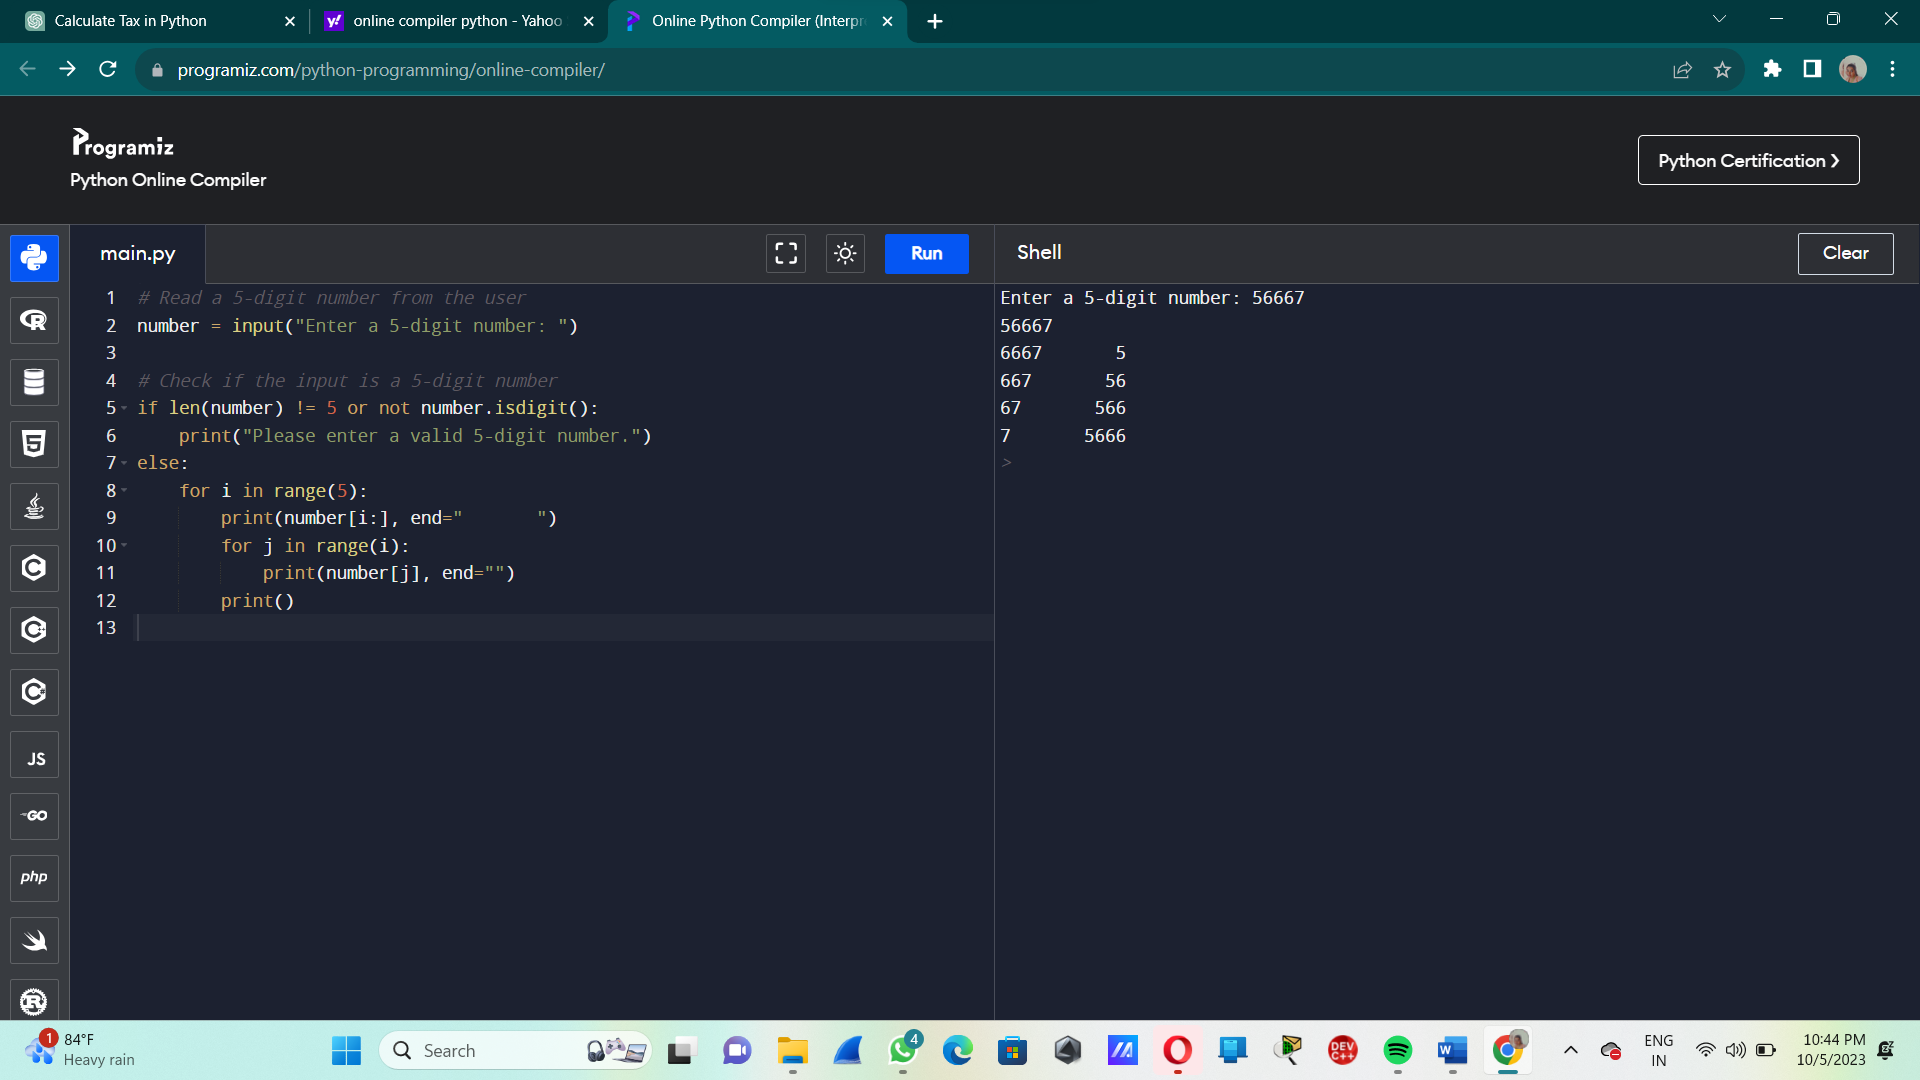 Calculate Tax in Python
online compiler python - Yahoo
Online Python Compiler (Interpr
programiz.com/python-programming/online-compiler/
Programiz
Python Online Compiler
Python Certification ❯
main.py
Run
Shell
Clear
1 # Read a 5-digit number from the user
2 number = input("Enter a 5-digit number: ")
3
4 # Check if the input is a 5-digit number
5 if len(number) != 5 or not number.isdigit():
6     print("Please enter a valid 5-digit number.")
7 else:
8     for i in range(5):
9         print(number[i:], end="       ")
10         for j in range(i):
11             print(number[j], end="")
12         print()
13
Enter a 5-digit number: 56667
56667
6667       5
667       56
67       566
7       5666
>
JS
GO
php
1
84°F
Heavy rain
Search
4
DEV C++
W
ENG
IN
10:44 PM
10/5/2023